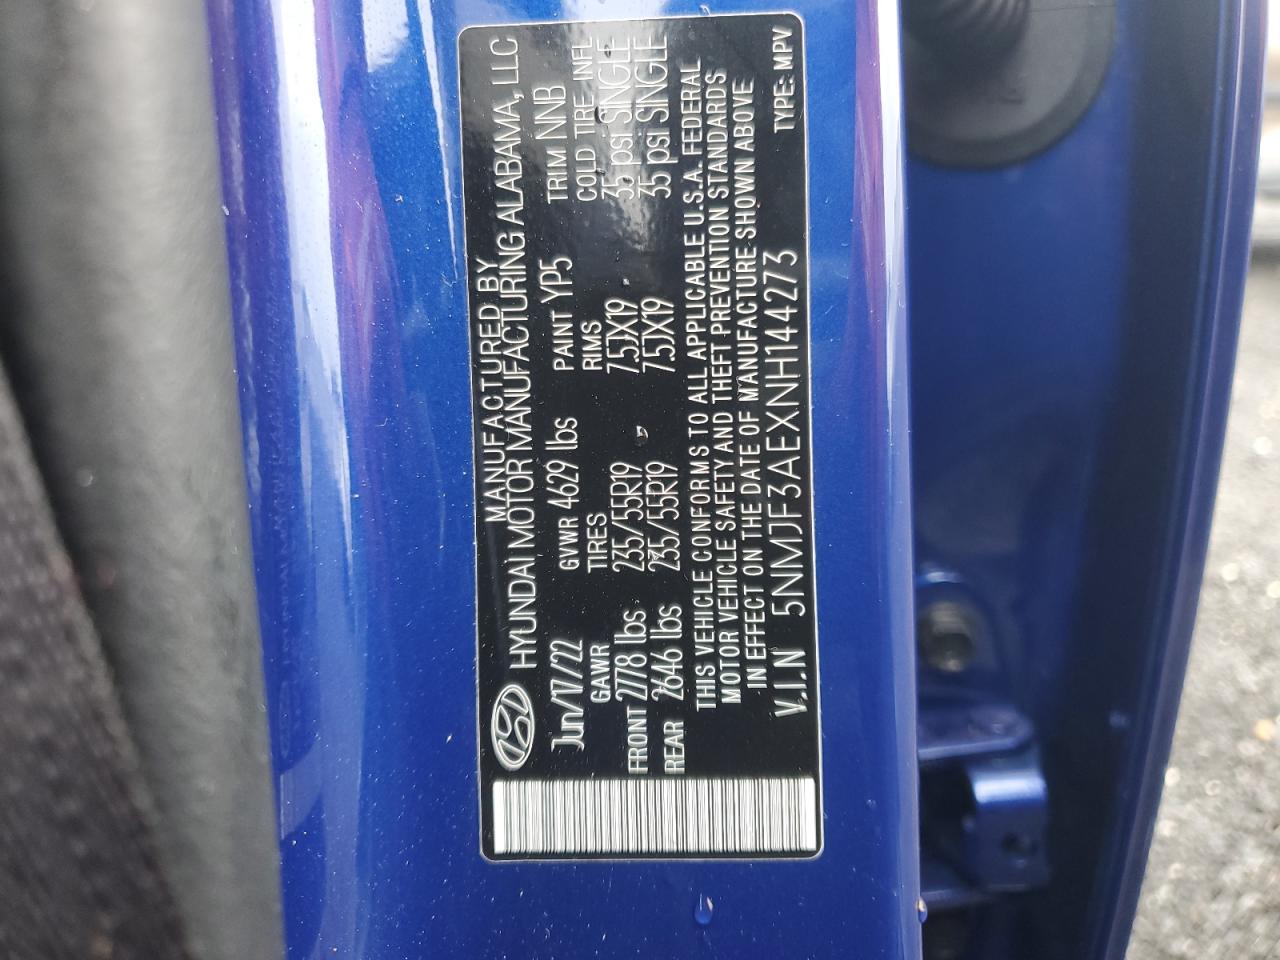 MANUFACTURED BY
HYUNDAI MOTOR MANUFACTURING ALABAMA, LLC
Jun/17/22 GVWR 4629 lbs PAINT YP5 TRIM NNB
GAWR TIRES RIMS COLD TIRE INFL
FRONT 2778 lbs 235/55R19 7.5JX19 35 psi SINGLE
REAR 2646 lbs 235/55R19 7.5JX19 35 psi SINGLE
THIS VEHICLE CONFORMS TO ALL APPLICABLE U.S.A. FEDERAL
MOTOR VEHICLE SAFETY AND THEFT PREVENTION STANDARDS
IN EFFECT ON THE DATE OF MANUFACTURE SHOWN ABOVE
V.I.N 5NMJF3AEXNH144273 TYPE: MPV